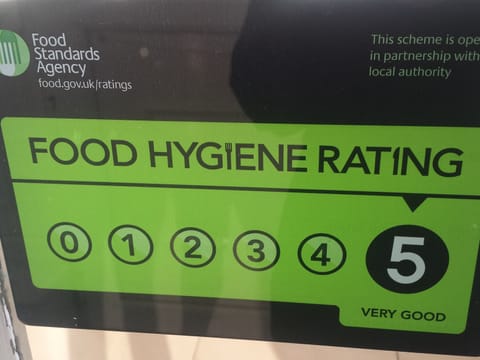 Food
Standards
Agency
food.gov.uk/ratings
This scheme is ope
in partnership with
local authority
FOOD HYGIENE RATING
0 1 2 3 4 5
VERY GOOD